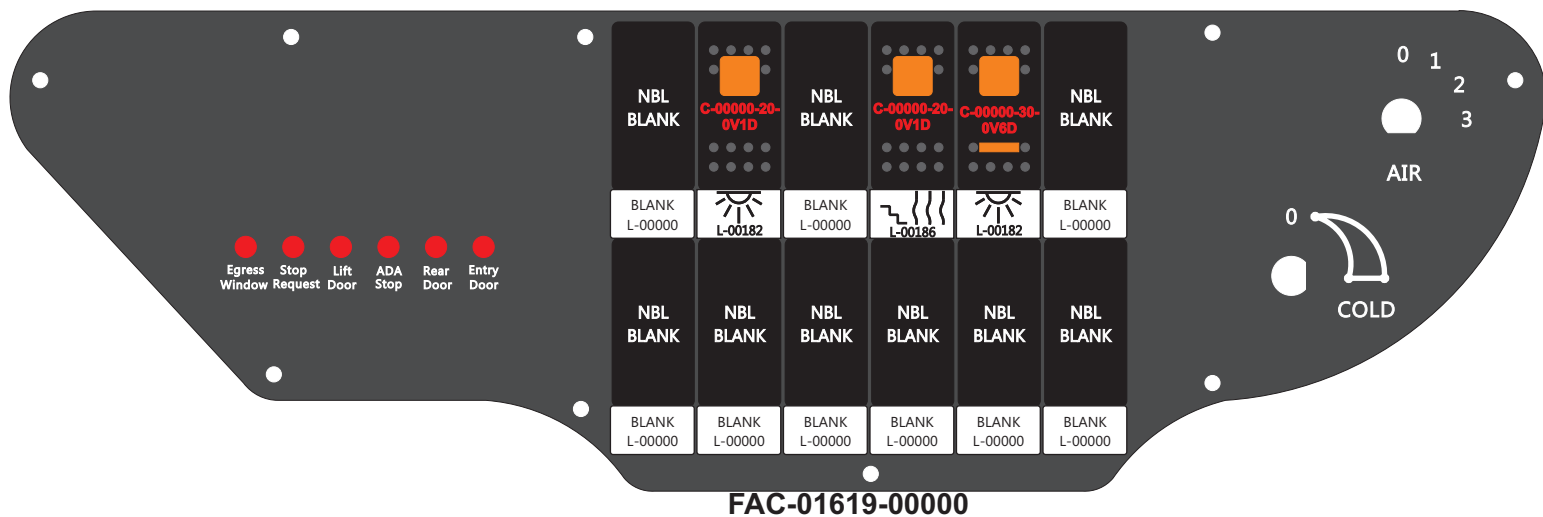 Egress
Window
Stop
Request
Lift
Door
ADA
Stop
Rear
Door
Entry
Door
NBL
BLANK
C-00000-20-
0V1D
NBL
BLANK
C-00000-20-
0V1D
C-00000-30-
0V6D
NBL
BLANK
BLANK
L-00000
L-00182
BLANK
L-00000
L-00186
L-00182
BLANK
L-00000
NBL
BLANK
NBL
BLANK
NBL
BLANK
NBL
BLANK
NBL
BLANK
NBL
BLANK
BLANK
L-00000
BLANK
L-00000
BLANK
L-00000
BLANK
L-00000
BLANK
L-00000
BLANK
L-00000
0
1
2
3
AIR
0
COLD
FAC-01619-00000